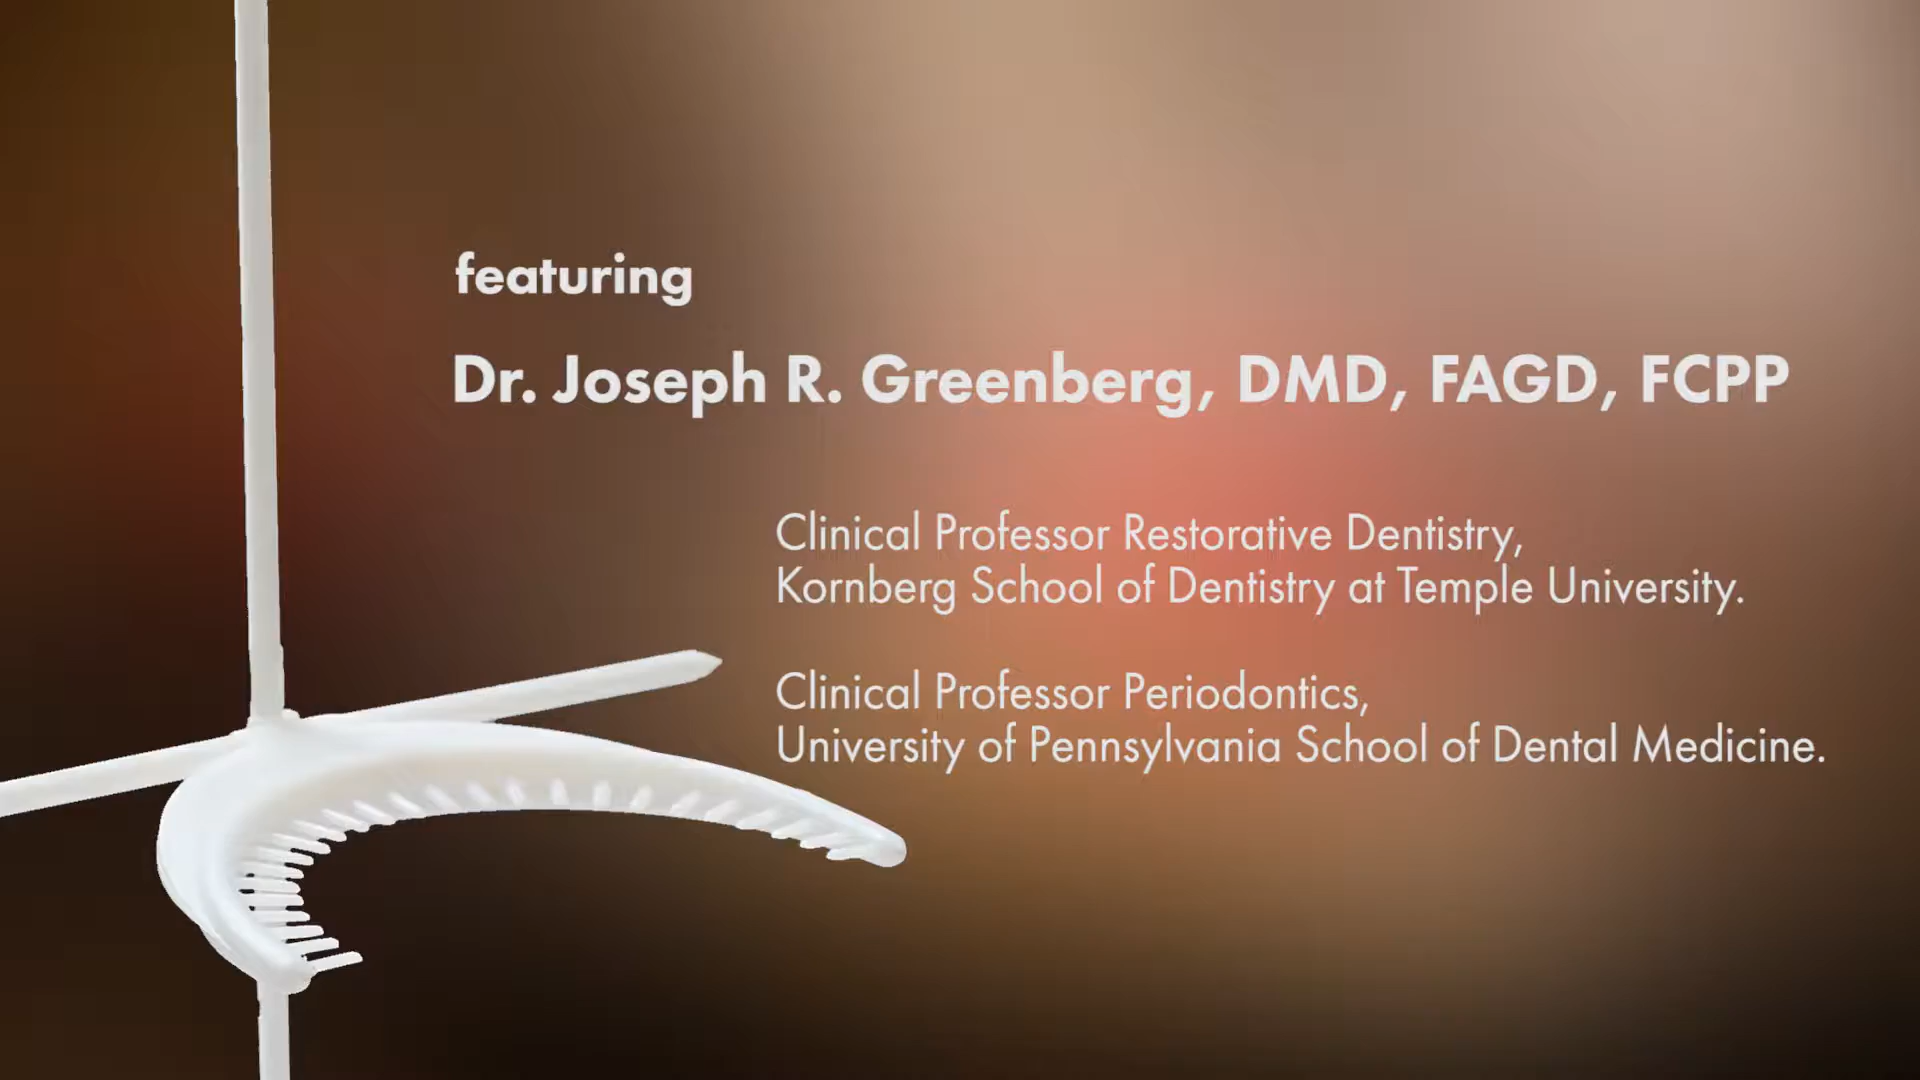 featuring
Dr. Joseph R. Greenberg, DMD, FAGD, FCPP
Clinical Professor Restorative Dentistry,
Kornberg School of Dentistry at Temple University.
Clinical Professor Periodontics,
University of Pennsylvania School of Dental Medicine.